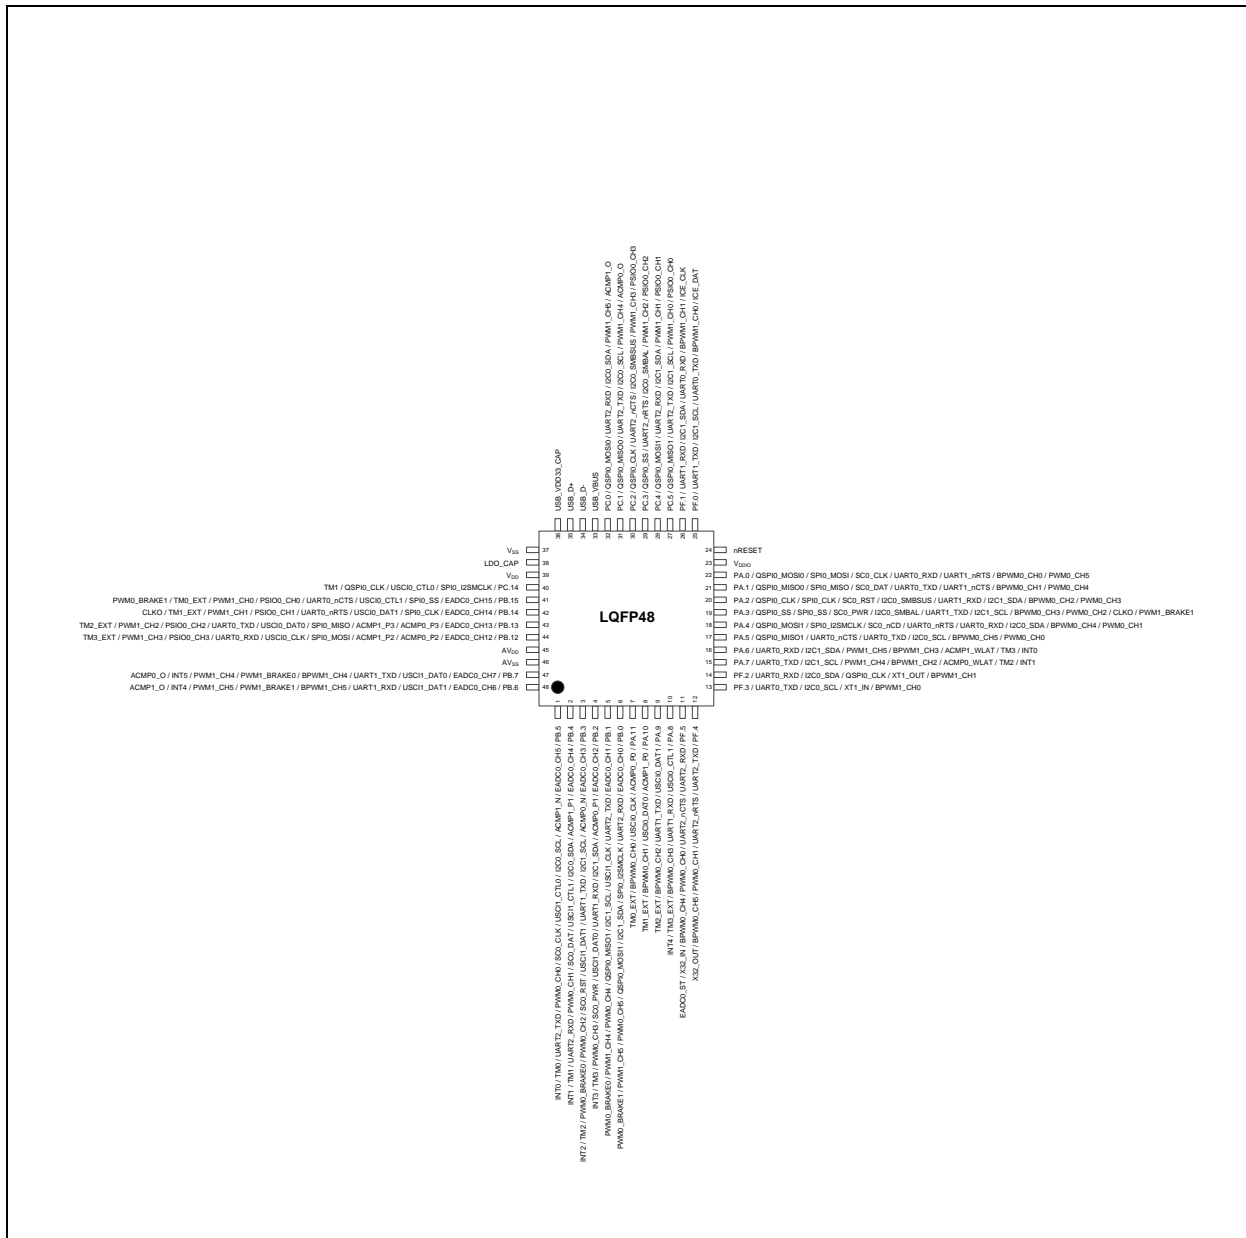 USB_VDD33_CAP
USB_D+
USB_D-
USB_VBUS
PC.0 / QSPI0_MOSI0 / UART2_RXD / I2C0_SDA / PWM1_CH5 / ACMP1_O
PC.1 / QSPI0_MISO0 / UART2_TXD / I2C0_SCL / PWM1_CH4 / ACMP0_O
PC.2 / QSPI0_CLK / UART2_nCTS / I2C0_SMBSUS / PWM1_CH3 / PSIO0_CH3
PC.3 / QSPI0_SS / UART2_nRTS / I2C0_SMBAL / PWM1_CH2 / PSIO0_CH2
PC.4 / QSPI0_MOSI1 / UART2_RXD / I2C1_SDA / PWM1_CH1 / PSIO0_CH1
PC.5 / QSPI0_MISO1 / UART2_TXD / I2C1_SCL / PWM1_CH0 / PSIO0_CH0
PF.1 / UART1_RXD / I2C1_SDA / UART0_RXD / BPWM1_CH1 / ICE_CLK
PF.0 / UART1_TXD / I2C1_SCL / UART0_TXD / BPWM1_CH0 / ICE_DAT
36 35 34 33 32 31 30 29 28 27 26 25
VSS 37
LDO_CAP 38
VDD 39
TM1 / QSPI0_CLK / USCI0_CTL0 / SPI0_I2SMCLK / PC.14 40
PWM0_BRAKE1 / TM0_EXT / PWM1_CH0 / PSIO0_CH0 / UART0_nCTS / USCI0_CTL1 / SPI0_SS / EADC0_CH15 / PB.15 41
CLKO / TM1_EXT / PWM1_CH1 / PSIO0_CH1 / UART0_nRTS / USCI0_DAT1 / SPI0_CLK / EADC0_CH14 / PB.14 42
TM2_EXT / PWM1_CH2 / PSIO0_CH2 / UART0_TXD / USCI0_DAT0 / SPI0_MISO / ACMP1_P3 / ACMP0_P3 / EADC0_CH13 / PB.13 43
TM3_EXT / PWM1_CH3 / PSIO0_CH3 / UART0_RXD / USCI0_CLK / SPI0_MOSI / ACMP1_P2 / ACMP0_P2 / EADC0_CH12 / PB.12 44
AVDD 45
AVSS 46
ACMP0_O / INT5 / PWM1_CH4 / PWM1_BRAKE0 / BPWM1_CH4 / UART1_TXD / USCI1_DAT0 / EADC0_CH7 / PB.7 47
ACMP1_O / INT4 / PWM1_CH5 / PWM1_BRAKE1 / BPWM1_CH5 / UART1_RXD / USCI1_DAT1 / EADC0_CH6 / PB.6 48
LQFP48
24 nRESET
23 VDDIO
22 PA.0 / QSPI0_MOSI0 / SPI0_MOSI / SC0_CLK / UART0_RXD / UART1_nRTS / BPWM0_CH0 / PWM0_CH5
21 PA.1 / QSPI0_MISO0 / SPI0_MISO / SC0_DAT / UART0_TXD / UART1_nCTS / BPWM0_CH1 / PWM0_CH4
20 PA.2 / QSPI0_CLK / SPI0_CLK / SC0_RST / I2C0_SMBSUS / UART1_RXD / I2C1_SDA / BPWM0_CH2 / PWM0_CH3
19 PA.3 / QSPI0_SS / SPI0_SS / SC0_PWR / I2C0_SMBAL / UART1_TXD / I2C1_SCL / BPWM0_CH3 / PWM0_CH2 / CLKO / PWM1_BRAKE1
18 PA.4 / QSPI0_MOSI1 / SPI0_I2SMCLK / SC0_nCD / UART0_nRTS / UART0_RXD / I2C0_SDA / BPWM0_CH4 / PWM0_CH1
17 PA.5 / QSPI0_MISO1 / UART0_nCTS / UART0_TXD / I2C0_SCL / BPWM0_CH5 / PWM0_CH0
16 PA.6 / UART0_RXD / I2C1_SDA / PWM1_CH5 / BPWM1_CH3 / ACMP1_WLAT / TM3 / INT0
15 PA.7 / UART0_TXD / I2C1_SCL / PWM1_CH4 / BPWM1_CH2 / ACMP0_WLAT / TM2 / INT1
14 PF.2 / UART0_RXD / I2C0_SDA / QSPI0_CLK / XT1_OUT / BPWM1_CH1
13 PF.3 / UART0_TXD / I2C0_SCL / XT1_IN / BPWM1_CH0
1 2 3 4 5 6 7 8 9 10 11 12
INT0 / TM0 / UART2_TXD / PWM0_CH0 / SC0_CLK / USCI1_CTL0 / I2C0_SCL / ACMP1_N / EADC0_CH5 / PB.5
INT1 / TM1 / UART2_RXD / PWM0_CH1 / SC0_DAT / USCI1_CTL1 / I2C0_SDA / ACMP1_P1 / EADC0_CH4 / PB.4
INT2 / TM2 / PWM0_BRAKE0 / PWM0_CH2 / SC0_RST / USCI1_DAT1 / UART1_TXD / I2C1_SCL / ACMP0_N / EADC0_CH3 / PB.3
INT3 / TM3 / PWM0_CH3 / SC0_PWR / USCI1_DAT0 / UART1_RXD / I2C1_SDA / ACMP0_P1 / EADC0_CH2 / PB.2
PWM0_BRAKE0 / PWM1_CH4 / PWM0_CH4 / QSPI0_MISO1 / I2C1_SCL / USCI1_CLK / UART2_TXD / EADC0_CH1 / PB.1
PWM0_BRAKE1 / PWM1_CH5 / PWM0_CH5 / QSPI0_MOSI1 / I2C1_SDA / SPI0_I2SMCLK / UART2_RXD / EADC0_CH0 / PB.0
TM0_EXT / BPWM0_CH0 / USCI0_CLK / ACMP0_P0 / PA.11
TM1_EXT / BPWM0_CH1 / USCI0_DAT0 / ACMP1_P0 / PA.10
TM2_EXT / BPWM0_CH2 / UART1_TXD / USCI0_DAT1 / PA.9
INT4 / TM3_EXT / BPWM0_CH3 / UART1_RXD / USCI0_CTL1 / PA.8
EADC0_ST / X32_IN / BPWM0_CH4 / PWM0_CH0 / UART2_nCTS / UART2_RXD / PF.5
X32_OUT / BPWM0_CH5 / PWM0_CH1 / UART2_nRTS / UART2_TXD / PF.4